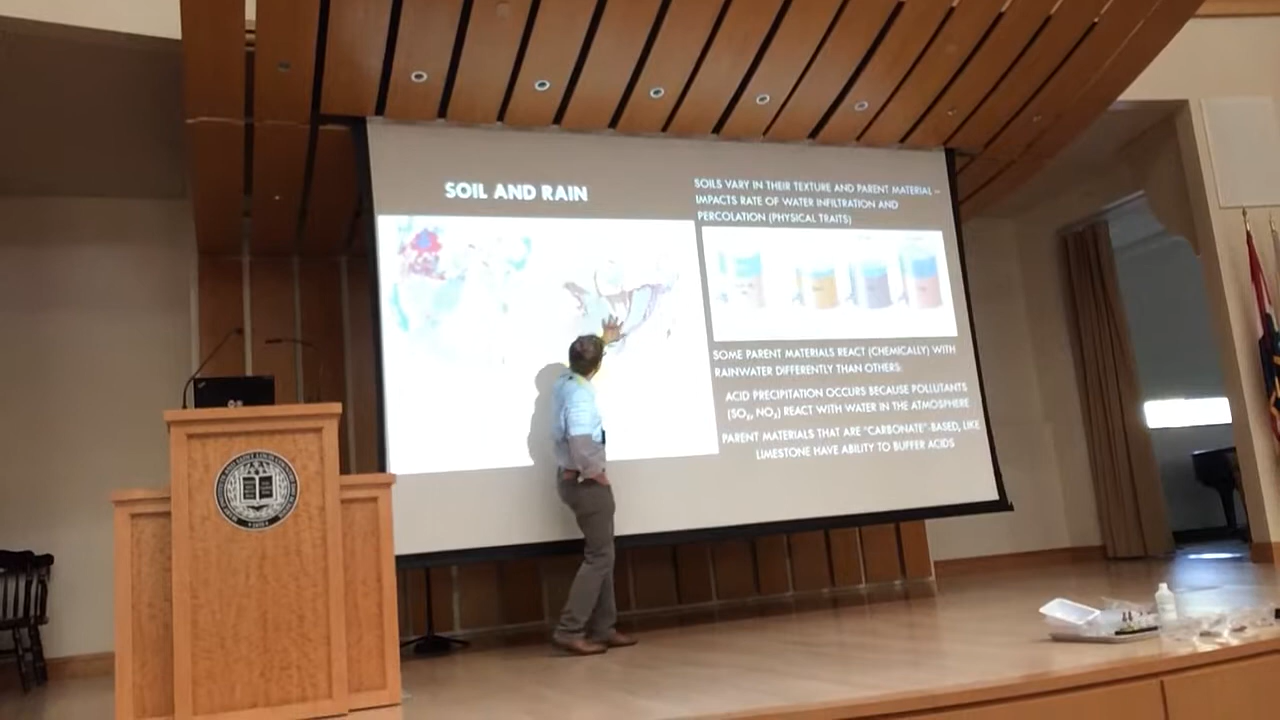 SOIL AND RAIN
SOILS VARY IN THEIR TEXTURE AND PARENT MATERIAL –
IMPACTS RATE OF WATER INFILTRATION AND
PERCOLATION (PHYSICAL TRAITS)
SOME PARENT MATERIALS REACT (CHEMICALLY) WITH
RAINWATER DIFFERENTLY THAN OTHERS:
ACID PRECIPITATION OCCURS BECAUSE POLLUTANTS
(SOₓ, NOₓ) REACT WITH WATER IN THE ATMOSPHERE
PARENT MATERIALS THAT ARE "CARBONATE"-BASED, LIKE
LIMESTONE HAVE ABILITY TO BUFFER ACIDS